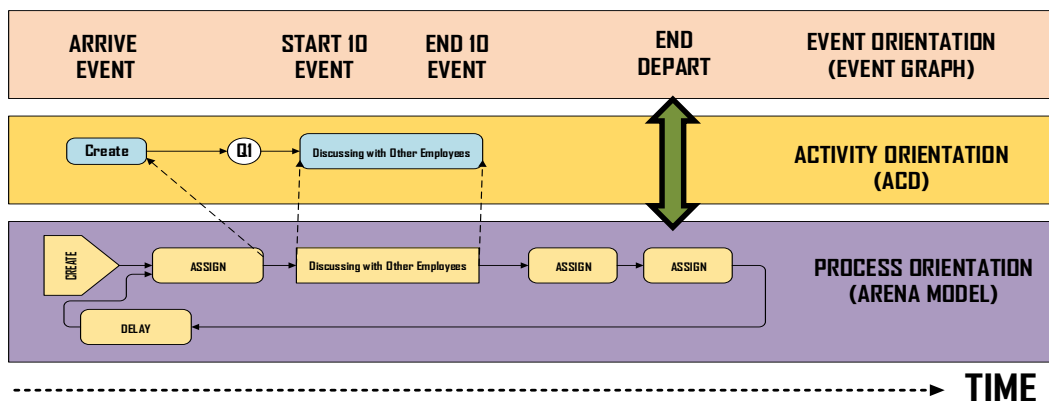 ARRIVE
EVENT
START 10
EVENT
END 10
EVENT
END
DEPART
EVENT ORIENTATION
(EVENT GRAPH)
Create
Q1
Discussing with Other Employees
ACTIVITY ORIENTATION
(ACD)
CREATE
ASSIGN
Discussing with Other Employees
ASSIGN
ASSIGN
PROCESS ORIENTATION
(ARENA MODEL)
DELAY
TIME